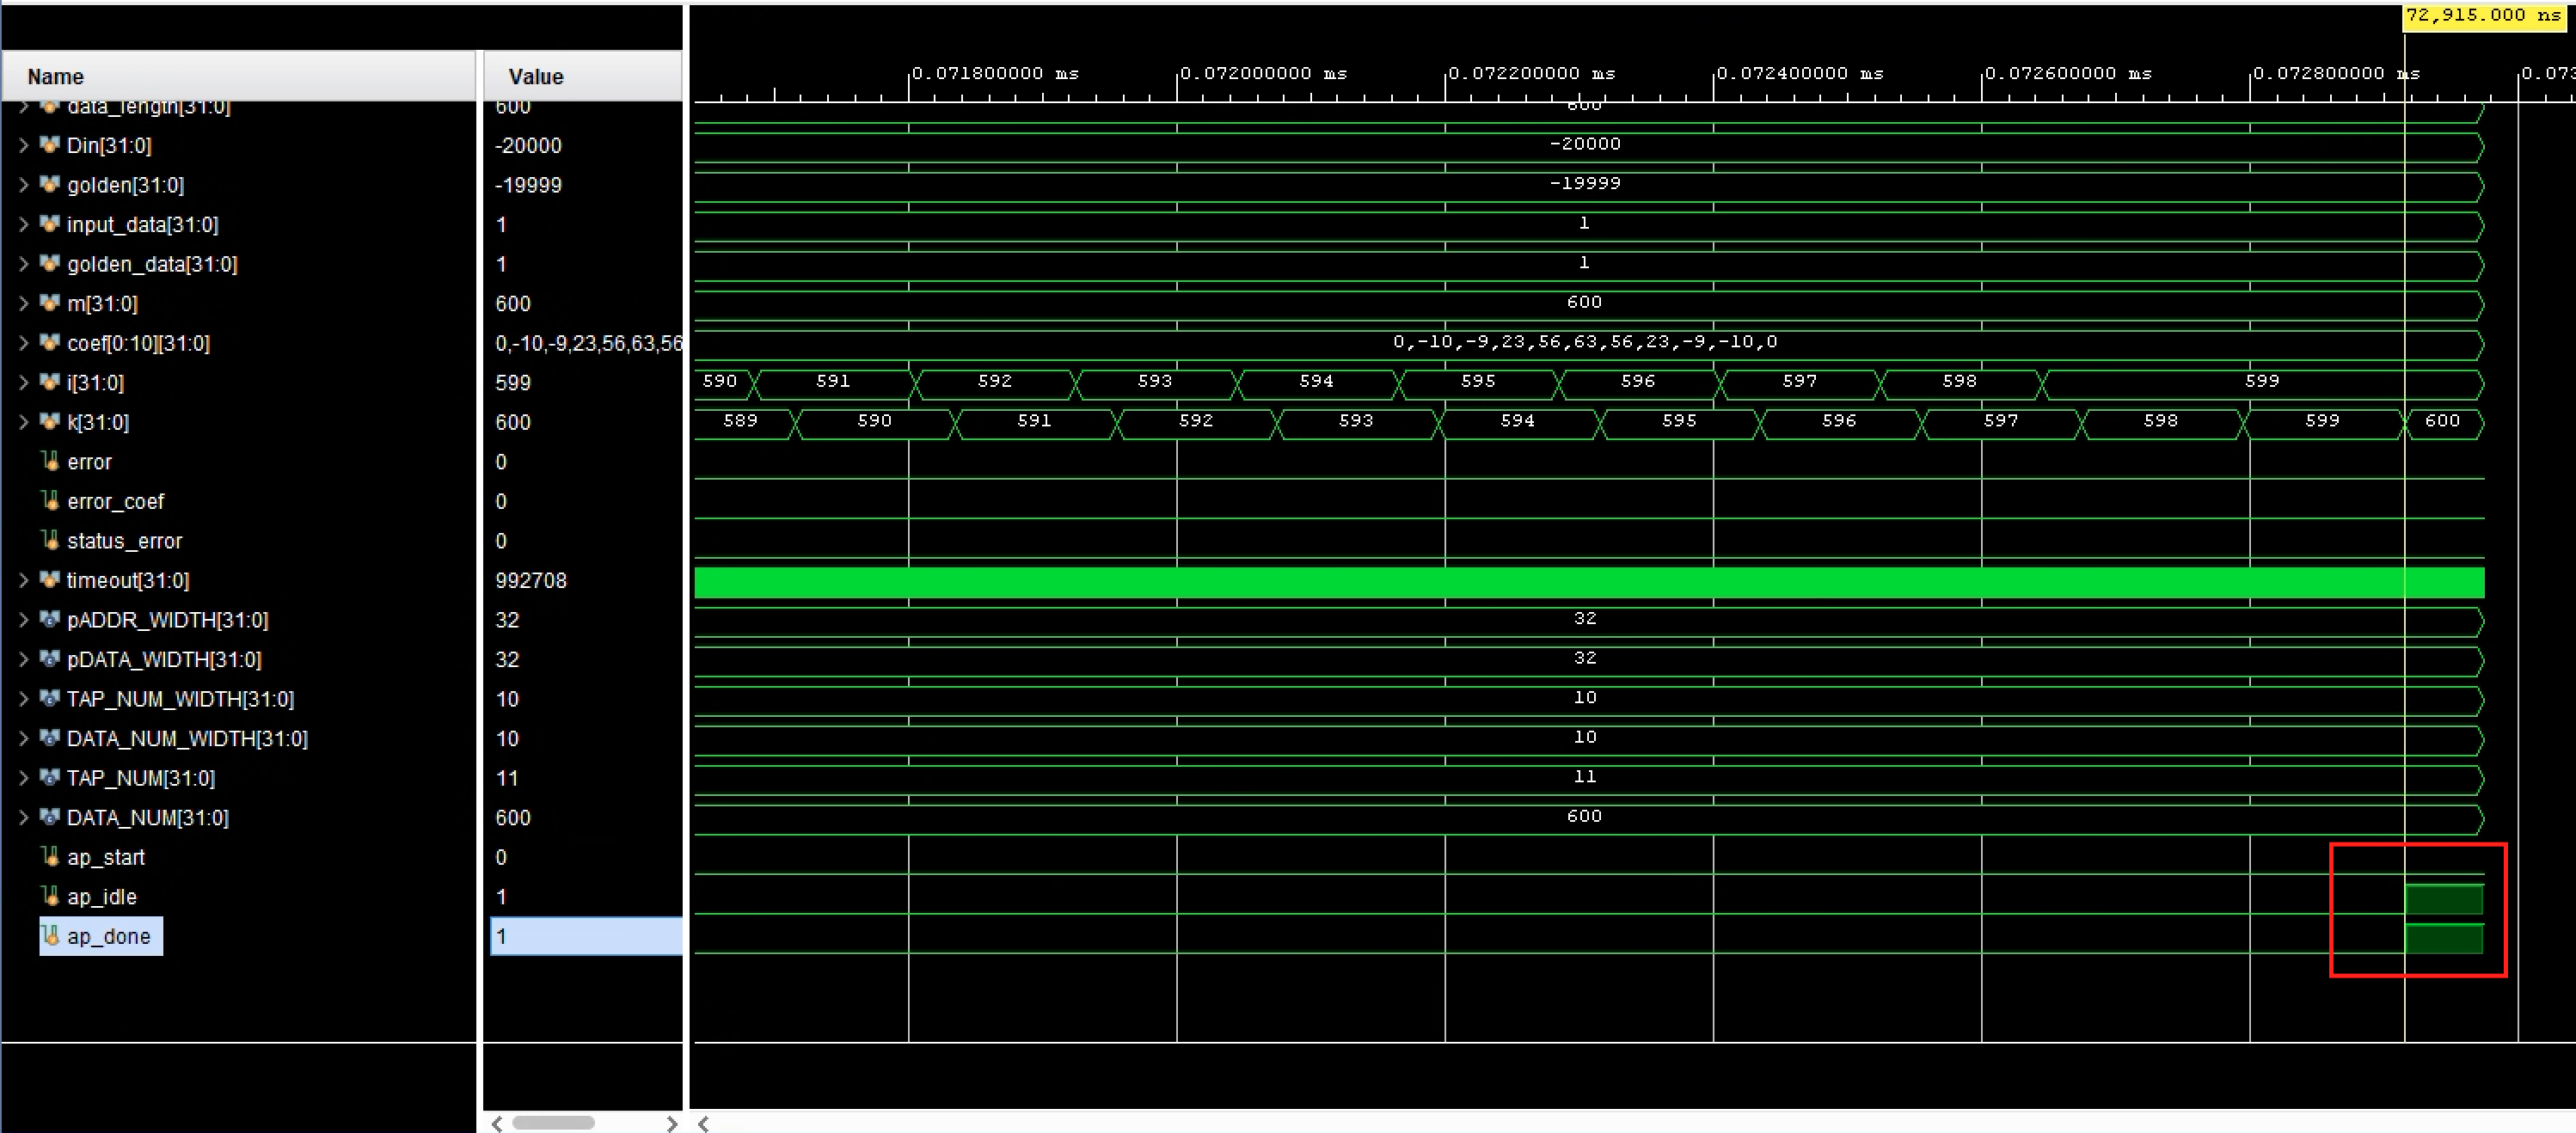 72,915.000 ns
Name Value 0.071800000 ms 0.072000000 ms 0.072200000 ms 0.072400000 ms 0.072600000 ms 0.072800000 ms 0.073
data_length[31:0] 600 600
Din[31:0] -20000 -20000
golden[31:0] -19999 -19999
input_data[31:0] 1 1
golden_data[31:0] 1 1
m[31:0] 600 600
coef[0:10][31:0] 0,-10,-9,23,56,63,56 0,-10,-9,23,56,63,56,23,-9,-10,0
i[31:0] 599 590 591 592 593 594 595 596 597 598 599
k[31:0] 600 589 590 591 592 593 594 595 596 597 598 599 600
error 0
error_coef 0
status_error 0
timeout[31:0] 992708
pADDR_WIDTH[31:0] 32 32
pDATA_WIDTH[31:0] 32 32
TAP_NUM_WIDTH[31:0] 10 10
DATA_NUM_WIDTH[31:0] 10 10
TAP_NUM[31:0] 11 11
DATA_NUM[31:0] 600 600
ap_start 0
ap_idle 1
ap_done 1